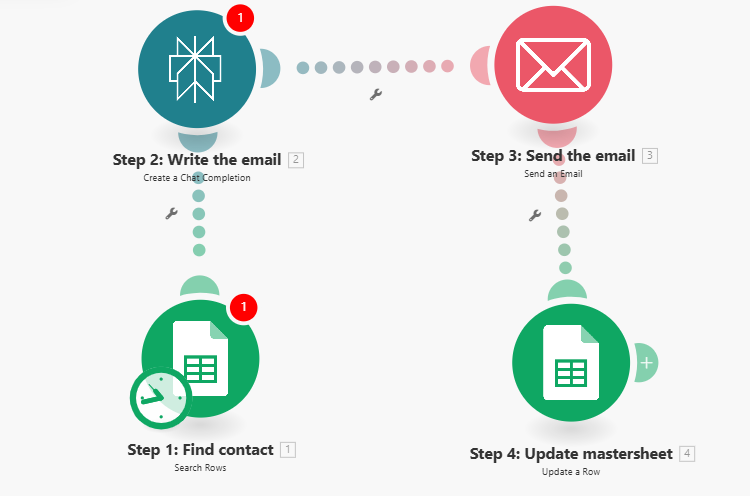 1
Step 2: Write the email 2
Create a Chat Completion
Step 3: Send the email 3
Send an Email
1
Step 1: Find contact 1
Search Rows
Step 4: Update mastersheet 4
Update a Row